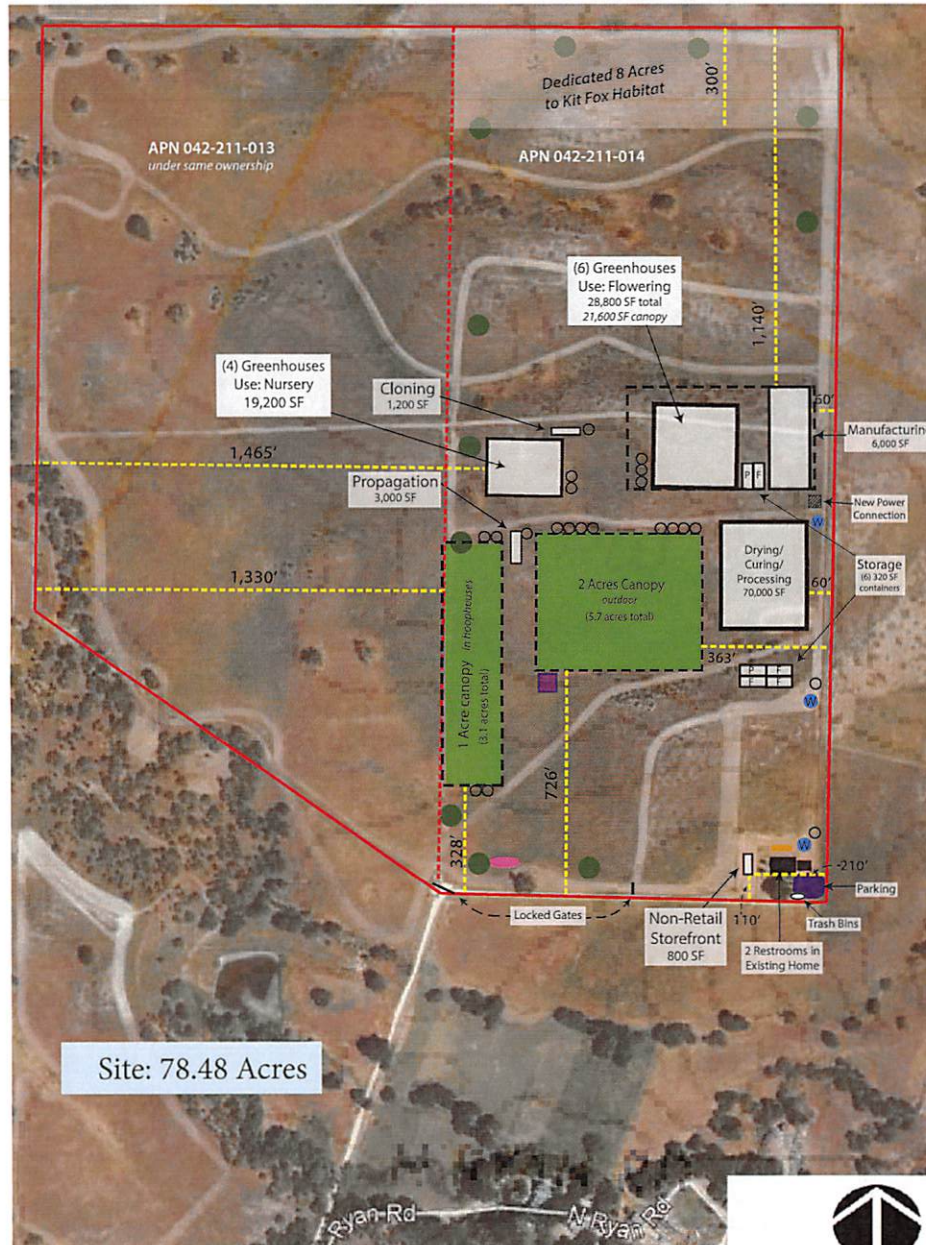 Dedicated 8 Acres
to Kit Fox Habitat
300'
APN 042-211-013
under same ownership
APN 042-211-014
(6) Greenhouses
Use: Flowering
28,800 SF total
21,600 SF canopy
1,140'
(4) Greenhouses
Use: Nursery
19,200 SF
Cloning
1,200 SF
60'
Manufacturing
6,000 SF
1,465'
Propagation
3,000 SF
P F
New Power
Connection
W
Drying/
Curing/
Processing
70,000 SF
Storage
(6) 320 SF
containers
1,330'
60'
2 Acres Canopy
outdoor
(5.7 acres total)
1 Acre canopy in hoophouses
(3.1 acres total)
363'
P F
F F
W
726'
328'
W
-210'
Parking
Locked Gates
Non-Retail
Storefront
800 SF
110'
Trash Bins
2 Restrooms in
Existing Home
Site: 78.48 Acres
Ryan Rd
N Ryan Rd